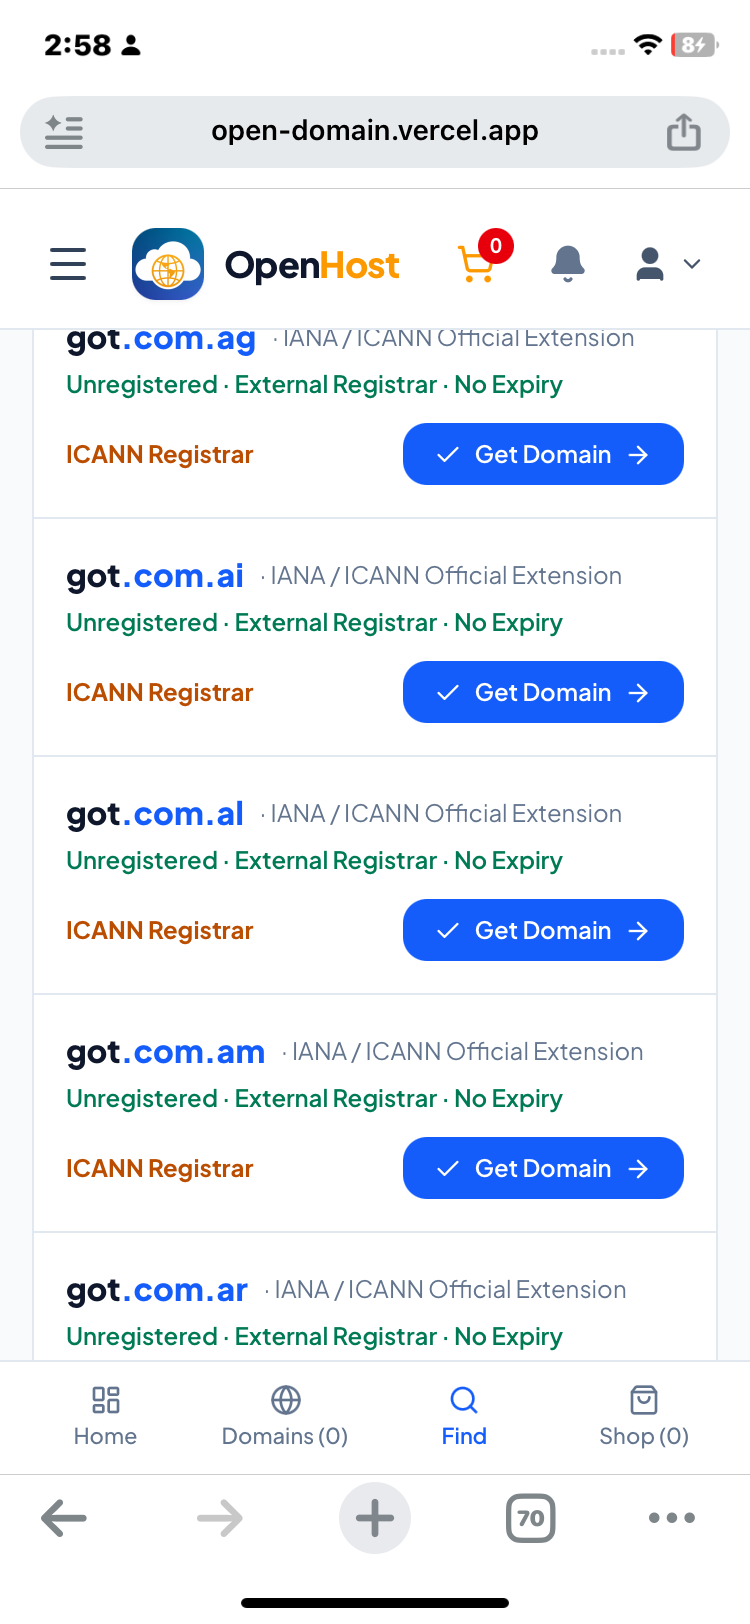 2:58
8
open-domain.vercel.app
OpenHost
0
got.com.ag · IANA / ICANN Official Extension
Unregistered · External Registrar · No Expiry
ICANN Registrar
Get Domain →
got.com.ai · IANA / ICANN Official Extension
Unregistered · External Registrar · No Expiry
ICANN Registrar
Get Domain →
got.com.al · IANA / ICANN Official Extension
Unregistered · External Registrar · No Expiry
ICANN Registrar
Get Domain →
got.com.am · IANA / ICANN Official Extension
Unregistered · External Registrar · No Expiry
ICANN Registrar
Get Domain →
got.com.ar · IANA / ICANN Official Extension
Unregistered · External Registrar · No Expiry
Home
Domains (0)
Find
Shop (0)
70